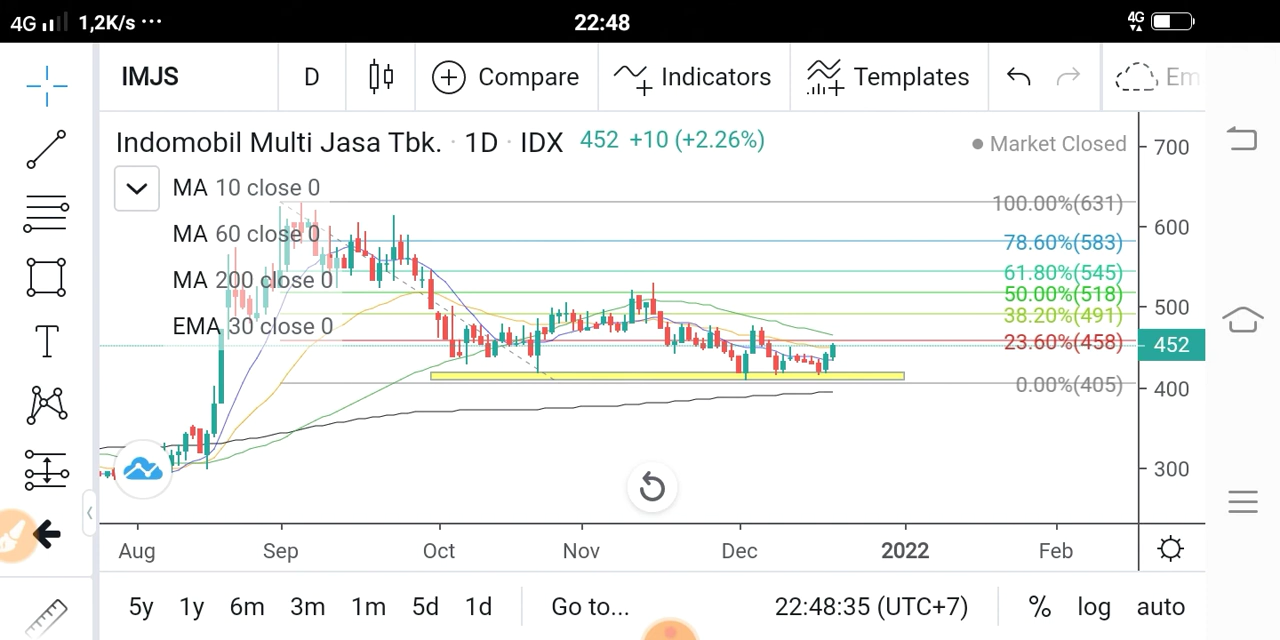 4G 1,2K/s ··· 22:48 4G
IMJS D Compare Indicators Templates Em
Indomobil Multi Jasa Tbk. · 1D · IDX 452 +10 (+2.26%) Market Closed
MA 10 close 0
MA 60 close 0
MA 200 close 0
EMA 30 close 0
T
100.00%(631)
78.60%(583)
61.80%(545)
50.00%(518)
38.20%(491)
23.60%(458)
0.00%(405)
700
600
500
452
400
300
Aug Sep Oct Nov Dec 2022 Feb
5y 1y 6m 3m 1m 5d 1d Go to... 22:48:35 (UTC+7) % log auto